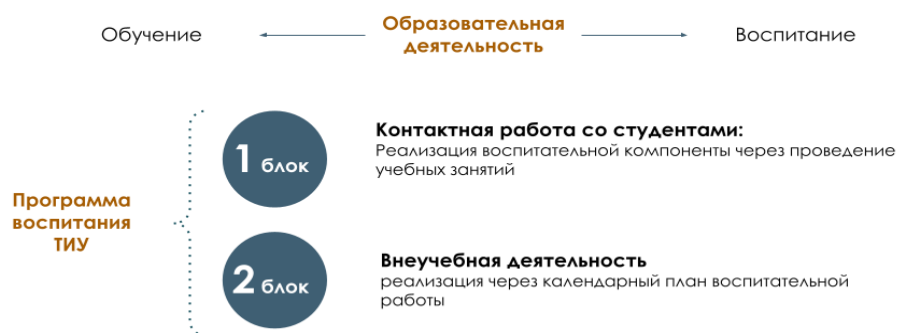 Обучение
Образовательная
деятельность
Воспитание
Программа
воспитания
ТИУ
1 блок
Контактная работа со студентами:
Реализация воспитательной компоненты через проведение
учебных занятий
2 блок
Внеучебная деятельность
реализация через календарный план воспитательной
работы